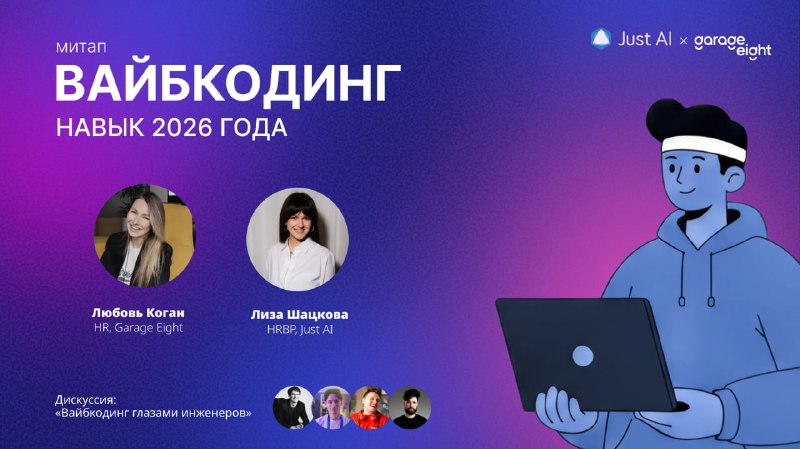 митап
ВАЙБКОДИНГ
НАВЫК 2026 ГОДА
Just AI × garage eight
Любовь Коган
HR, Garage Eight
Лиза Шацкова
HRBP, Just AI
Дискуссия:
«Вайбкодинг глазами инженеров»